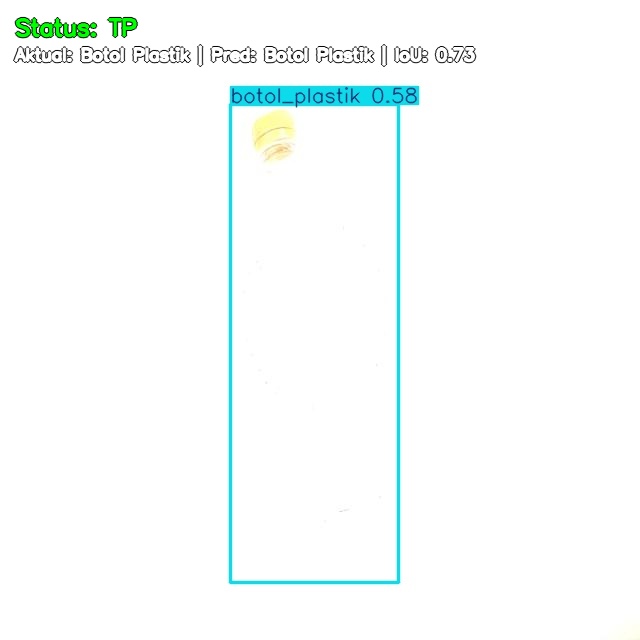 Status: TP
Aktual: Botol Plastik | Pred: Botol Plastik | IoU: 0.73
botol_plastik 0.58